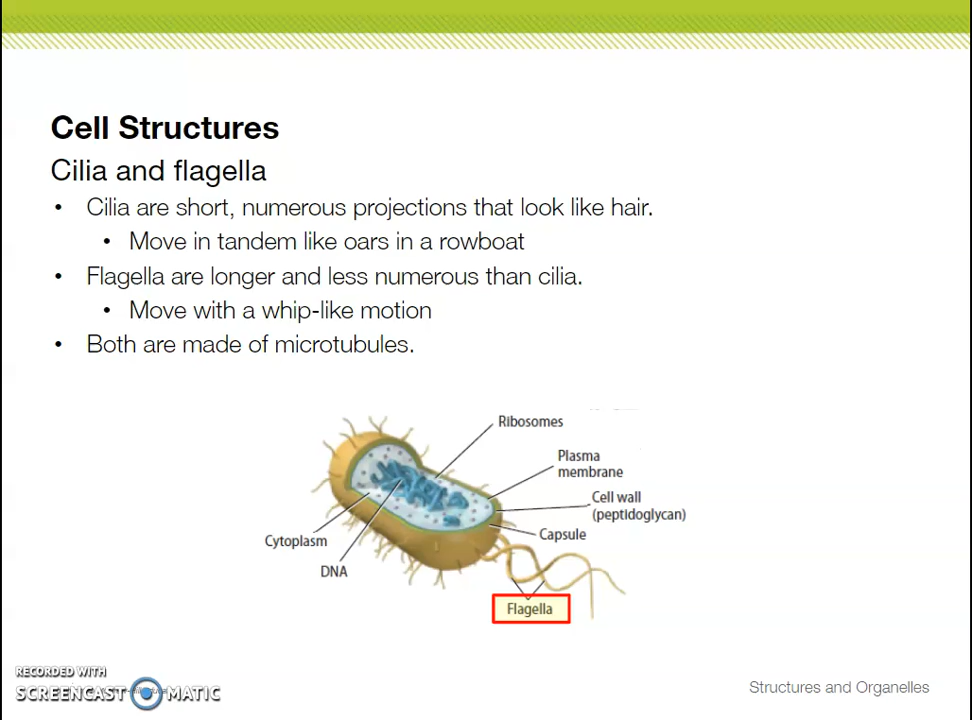 Cell Structures
Cilia and flagella
• Cilia are short, numerous projections that look like hair.
• Move in tandem like oars in a rowboat
• Flagella are longer and less numerous than cilia.
• Move with a whip-like motion
• Both are made of microtubules.
Ribosomes
Plasma
membrane
Cell wall
(peptidoglycan)
Capsule
Cytoplasm
DNA
Flagella
RECORDED WITH
SCREENCAST MATIC
Structures and Organelles